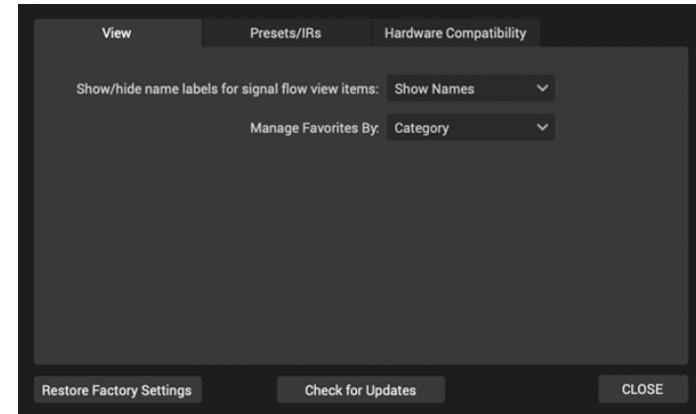 View Presets/IRs Hardware Compatibility
Show/hide name labels for signal flow view items: Show Names
Manage Favorites By: Category
Restore Factory Settings Check for Updates CLOSE